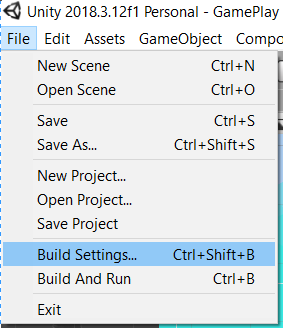 Unity 2018.3.12f1 Personal - GamePlay
File Edit Assets GameObject Compo
New Scene Ctrl+N
Open Scene Ctrl+O
Save Ctrl+S
Save As... Ctrl+Shift+S
New Project...
Open Project...
Save Project
Build Settings... Ctrl+Shift+B
Build And Run Ctrl+B
Exit